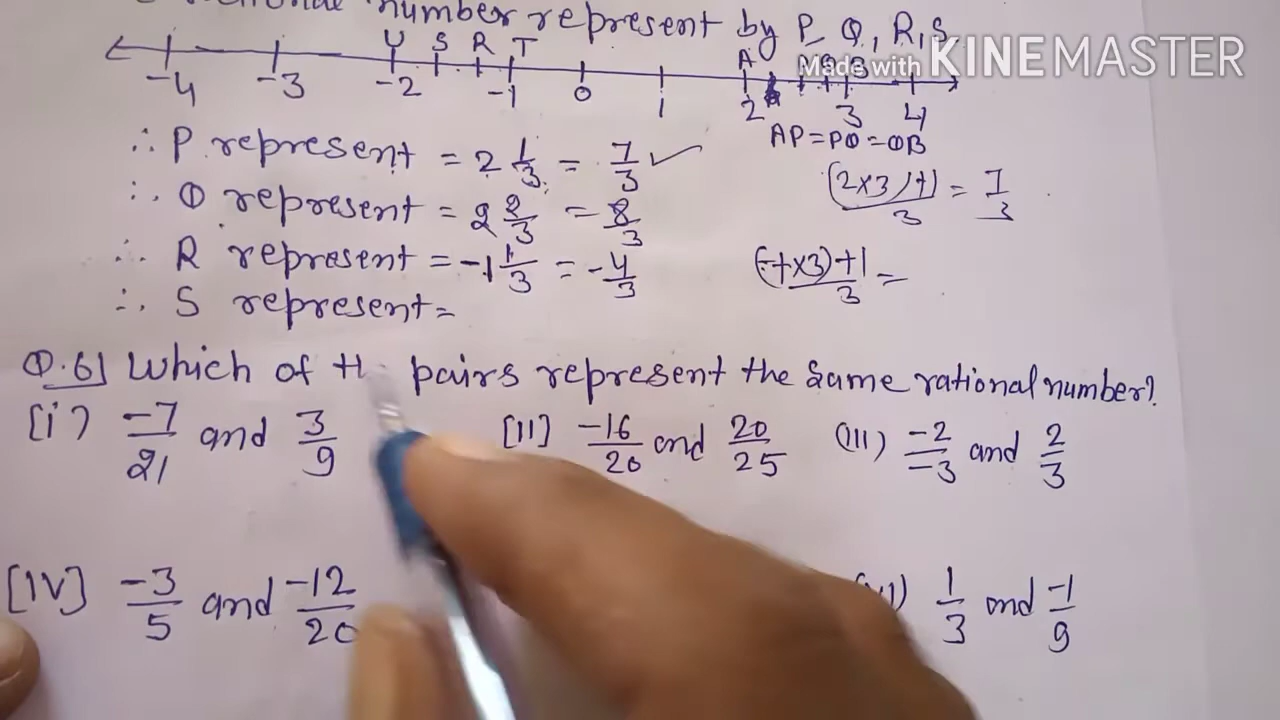 number represent by P, Q, R, S
Made with KINEMASTER
U S R T A
-4 -3 -2 -1 0 1 2 3 4
AP = PQ = QB
∴ P represent = 2 1/3 = 7/3 ✓
(2×3)+1/3 = 7/3
∴ Q represent = 2 2/3 = 8/3
∴ R represent = -1 1/3 = -4/3
(-1×3)+1/3 =
∴ S represent =
Q.6] Which of pairs represent the same rational number?
[i) -7/21 and 3/9 [II] -16/20 and 20/25 (III) -2/-3 and 2/3
[IV] -3/5 and -12/20 1/3 and -1/9